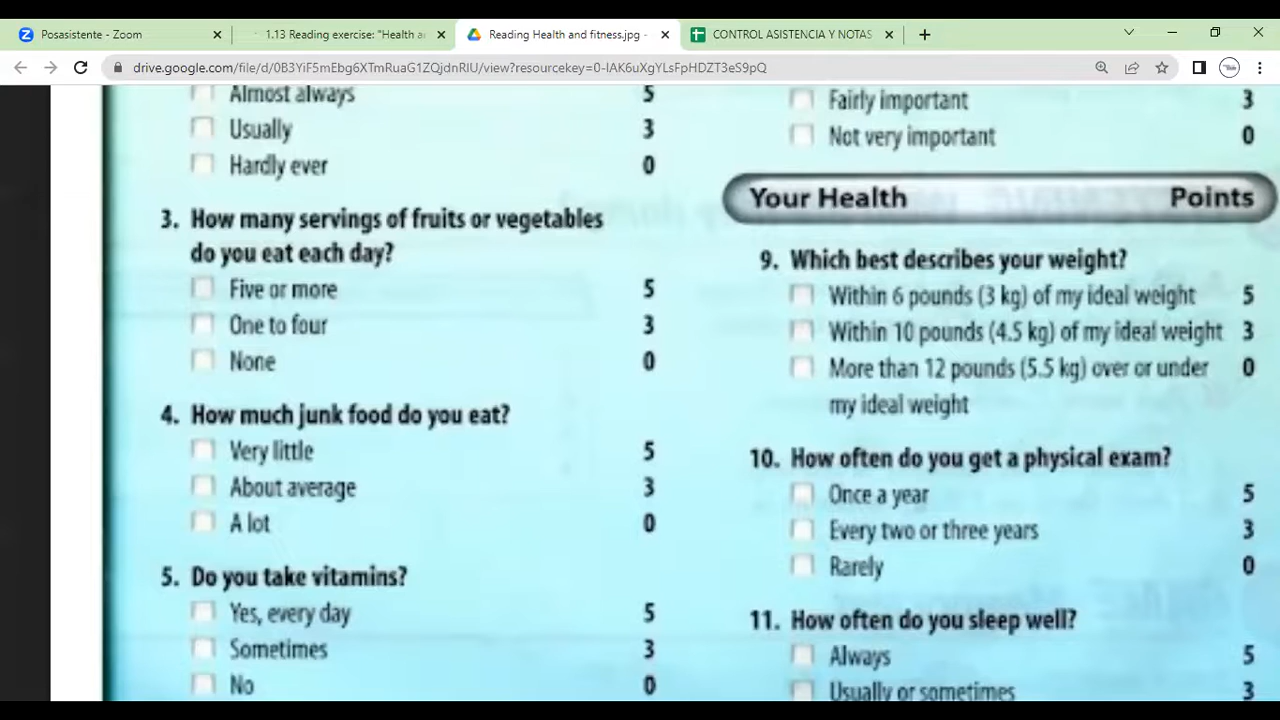 Posasistente - Zoom
1.13 Reading exercise: "Health a
Reading Health and fitness.jpg -
CONTROL ASISTENCIA Y NOTAS
drive.google.com/file/d/0B3YiF5mEbg6XTmRuaG1ZQjdnRlU/view?resourcekey=0-IAK6uXgYLsFpHDZT3eS9pQ
Almost always 5
Usually 3
Hardly ever 0
3. How many servings of fruits or vegetables
do you eat each day?
Five or more 5
One to four 3
None 0
4. How much junk food do you eat?
Very little 5
About average 3
A lot 0
5. Do you take vitamins?
Yes, every day 5
Sometimes 3
No 0
Fairly important 3
Not very important 0
Your Health Points
9. Which best describes your weight?
Within 6 pounds (3 kg) of my ideal weight 5
Within 10 pounds (4.5 kg) of my ideal weight 3
More than 12 pounds (5.5 kg) over or under 0
my ideal weight
10. How often do you get a physical exam?
Once a year 5
Every two or three years 3
Rarely 0
11. How often do you sleep well?
Always 5
Usually or sometimes 3